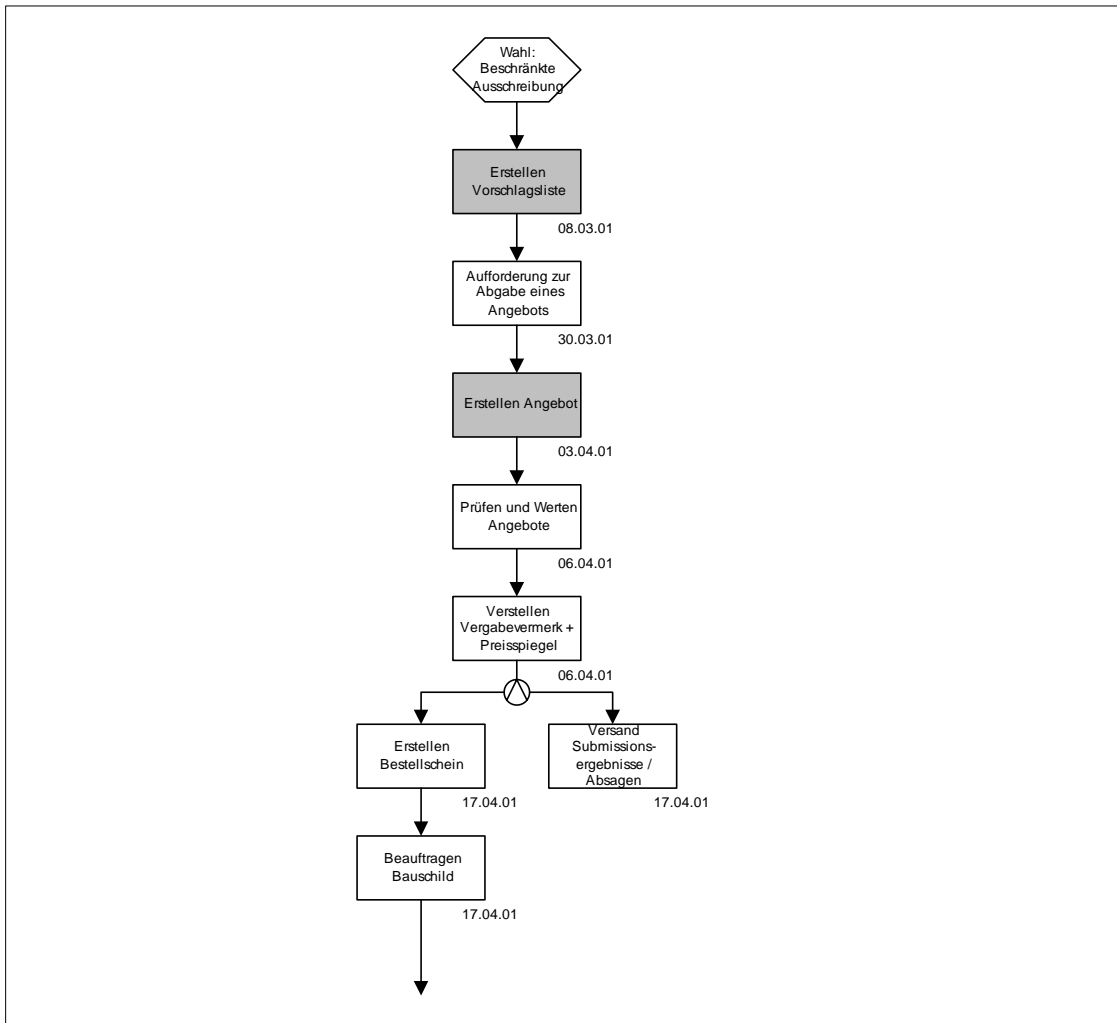 Wahl:
Beschränkte
Ausschreibung
Erstellen
Vorschlagsliste
08.03.01
Aufforderung zur
Abgabe eines
Angebots
30.03.01
Erstellen Angebot
03.04.01
Prüfen und Werten
Angebote
06.04.01
Verstellen
Vergabevermerk +
Preisspiegel
06.04.01
Erstellen
Bestellschein
17.04.01
Versand
Submissions-
ergebnisse /
Absagen
17.04.01
Beauftragen
Bauschild
17.04.01